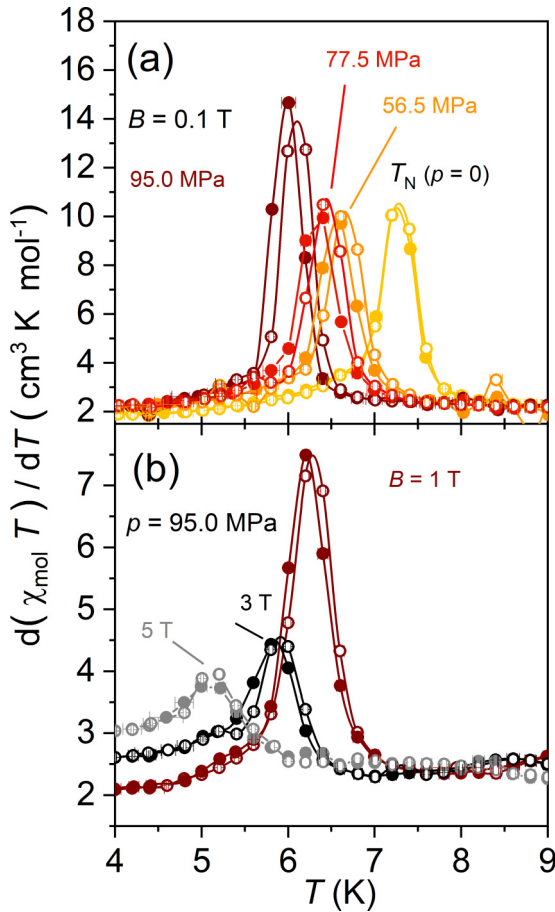 18
(a)
77.5 MPa
16
14
B = 0.1 T
56.5 MPa
12
95.0 MPa
T_N (p = 0)
10
8
6
4
2
d( χ_mol T ) / dT ( cm³ K mol⁻¹ )
(b)
B = 1 T
7
p = 95.0 MPa
6
5
3 T
5 T
4
3
2
4 5 6 7 8 9
T (K)